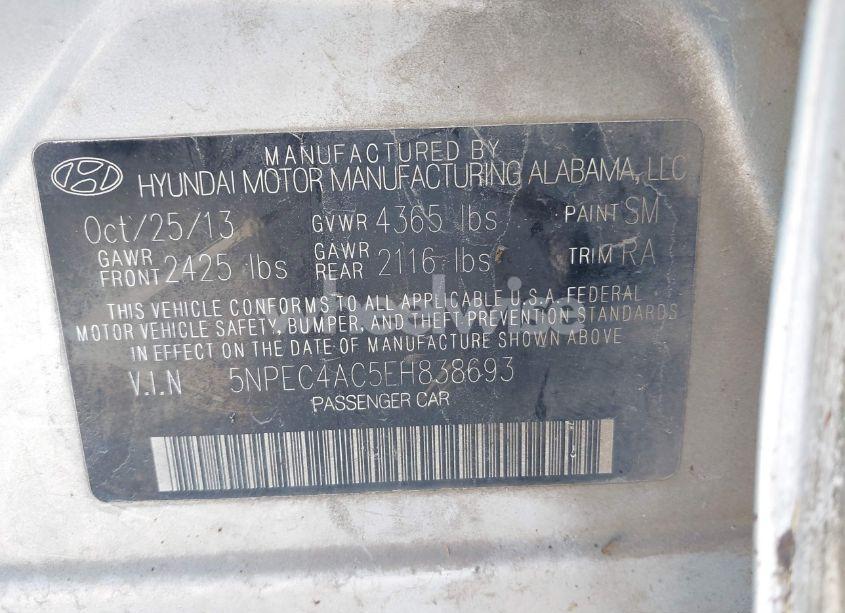 MANUFACTURED BY
HYUNDAI MOTOR MANUFACTURING ALABAMA, LLC
Oct/25/13 GVWR 4365 lbs PAINT SM
GAWR FRONT 2425 lbs GAWR REAR 2116 lbs TRIM RA
THIS VEHICLE CONFORMS TO ALL APPLICABLE U.S.A. FEDERAL
MOTOR VEHICLE SAFETY, BUMPER, AND THEFT PREVENTION STANDARDS
IN EFFECT ON THE DATE OF MANUFACTURE SHOWN ABOVE
V.I.N 5NPEC4AC5EH838693
PASSENGER CAR
wheelwise